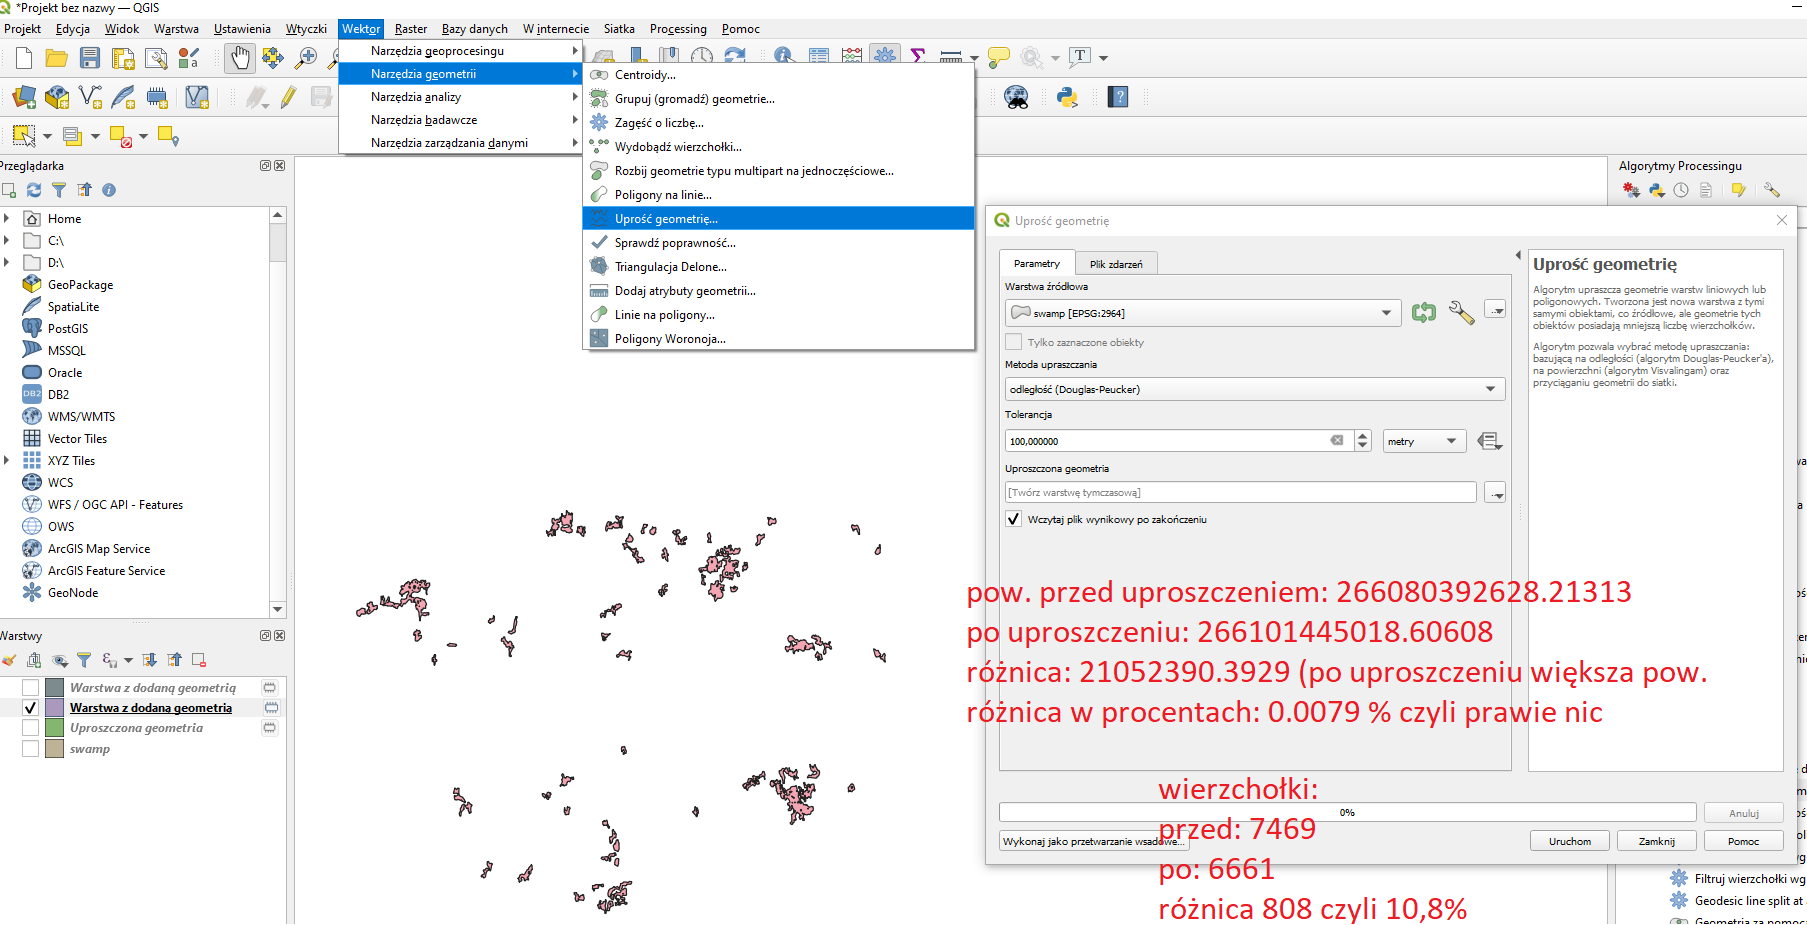 *Projekt bez nazwy — QGIS
Projekt Edycja Widok Warstwa Ustawienia Wtyczki Wektor Raster Bazy danych W internecie Siatka Processing Pomoc
Narzędzia geoprocesingu
Narzędzia geometrii
Narzędzia analizy
Narzędzia badawcze
Narzędzia zarządzania danymi
Centroidy...
Grupuj (gromadź) geometrie...
Zagęść o liczbę...
Wydobądź wierzchołki...
Rozbij geometrie typu multipart na jednoczęściowe...
Poligony na linie...
Uprość geometrię...
Sprawdź poprawność...
Triangulacja Delone...
Dodaj atrybuty geometrii...
Linie na poligony...
Poligony Woronoja...
Przeglądarka
Home
C:\
D:\
GeoPackage
SpatiaLite
PostGIS
MSSQL
Oracle
DB2
WMS/WMTS
Vector Tiles
XYZ Tiles
WCS
WFS / OGC API - Features
OWS
ArcGIS Map Service
ArcGIS Feature Service
GeoNode
Warstwy
Warstwa z dodaną geometrią
Warstwa z dodaną geometrią
Uproszczona geometria
swamp
Algorytmy Processingu
Uprość geometrię
Parametry
Plik zdarzeń
Warstwa źródłowa
swamp [EPSG:2964]
Tylko zaznaczone obiekty
Metoda upraszczania
odległość (Douglas-Peucker)
Tolerancja
100,000000
metry
Uproszczona geometria
[Twórz warstwę tymczasową]
Wczytaj plik wynikowy po zakończeniu
Uprość geometrię
Algorytm upraszcza geometrie warstw liniowych lub
poligonowych. Tworzona jest nowa warstwa z tymi
samymi obiektami, co źródłowe, ale geometrie tych
obiektów posiadają mniejszą liczbę wierzchołków.
Algorytm pozwala wybrać metodę upraszczania:
bazującą na odległości (algorytm Douglas-Peucker'a),
na powierzchni (algorytm Visvalingam) oraz
przyciąganiu geometrii do siatki.
pow. przed uproszczeniem: 266080392628.21313
po uproszczeniu: 266101445018.60608
różnica: 21052390.3929 (po uproszczeniu większa pow.
różnica w procentach: 0.0079 % czyli prawie nic
wierzchołki:
przed: 7469
po: 6661
różnica 808 czyli 10,8%
0%
Anuluj
Wykonaj jako przetwarzanie wsadowe...
Uruchom
Zamknij
Pomoc
Filtruj wierzchołki wg
Geodesic line split at
Geometria za pomoc